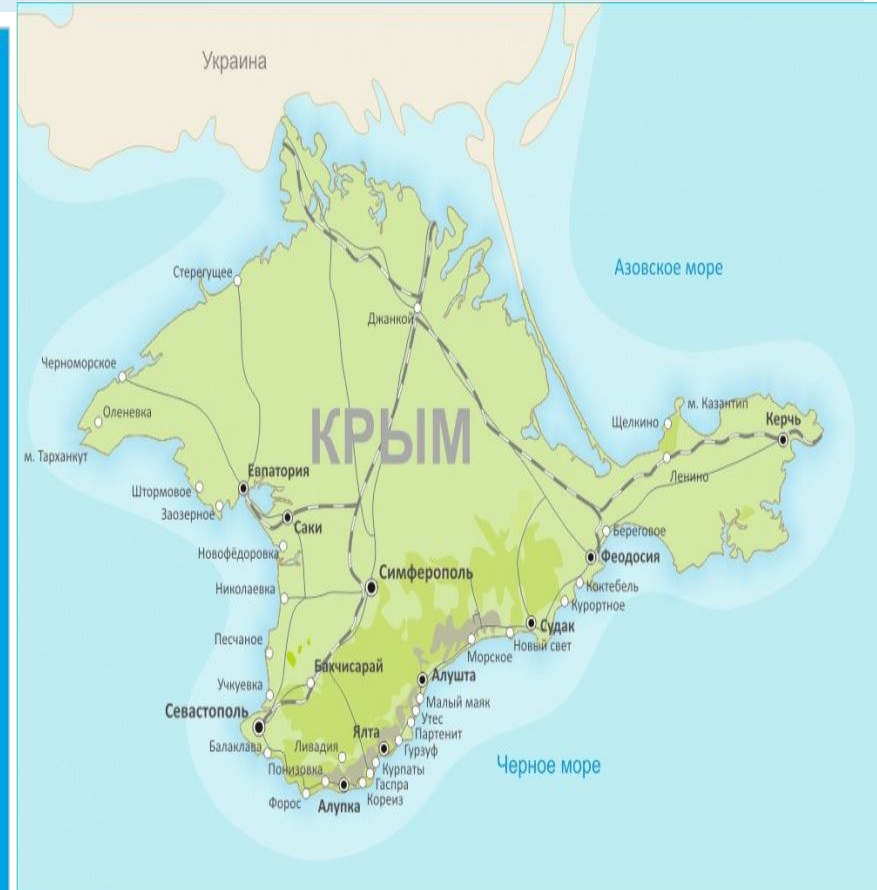 Украина
Азовское море
Стерегущее
Джанкой
Черноморское
м. Казантип
Оленевка
Щелкино
Керчь
КРЫМ
м. Тарханкут
Евпатория
Ленино
Штормовое
Заозерное
Саки
Береговое
Новофёдоровка
Феодосия
Симферополь
Николаевка
Коктебель
Курортное
Судак
Песчаное
Новый свет
Морское
Бахчисарай
Алушта
Учкуевка
Малый маяк
Севастополь
Утес
Ялта
Партенит
Балаклава
Ливадия
Гурзуф
Черное море
Понизовка
Курпаты
Гаспра
Форос
Алупка
Кореиз